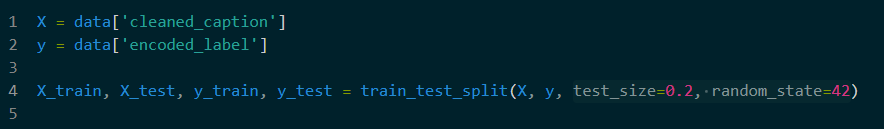 1 X = data['cleaned_caption']
2 y = data['encoded_label']
3
4 X_train, X_test, y_train, y_test = train_test_split(X, y, test_size=0.2, random_state=42)
5